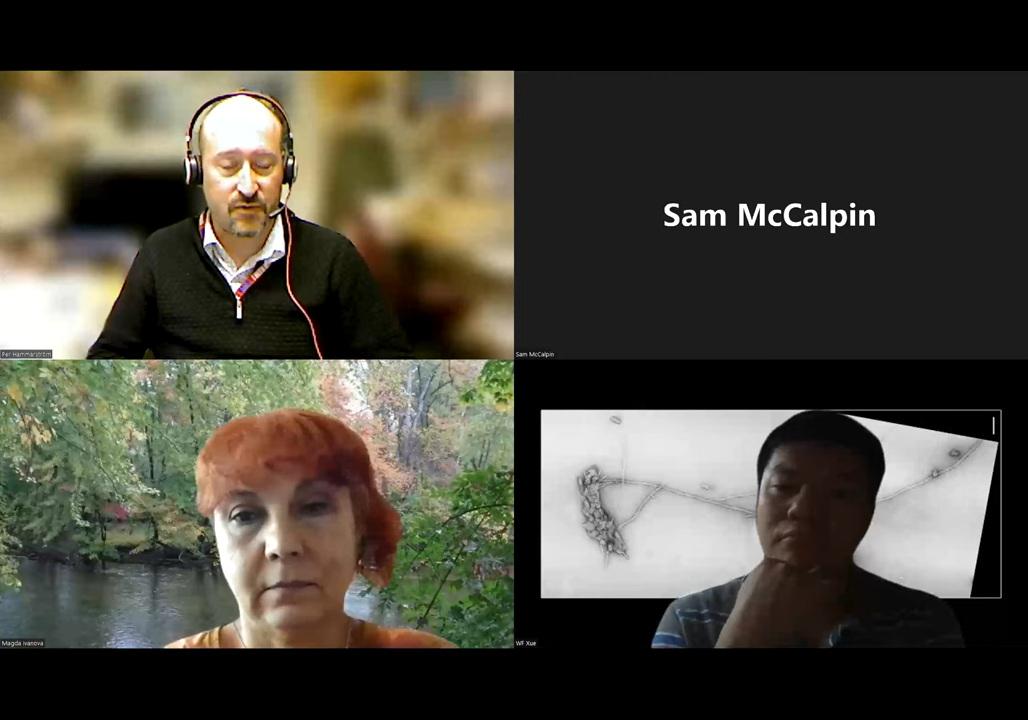 Sam McCalpin
Per Hammarström
Sam McCalpin
Magda Ivanova
WF Xue